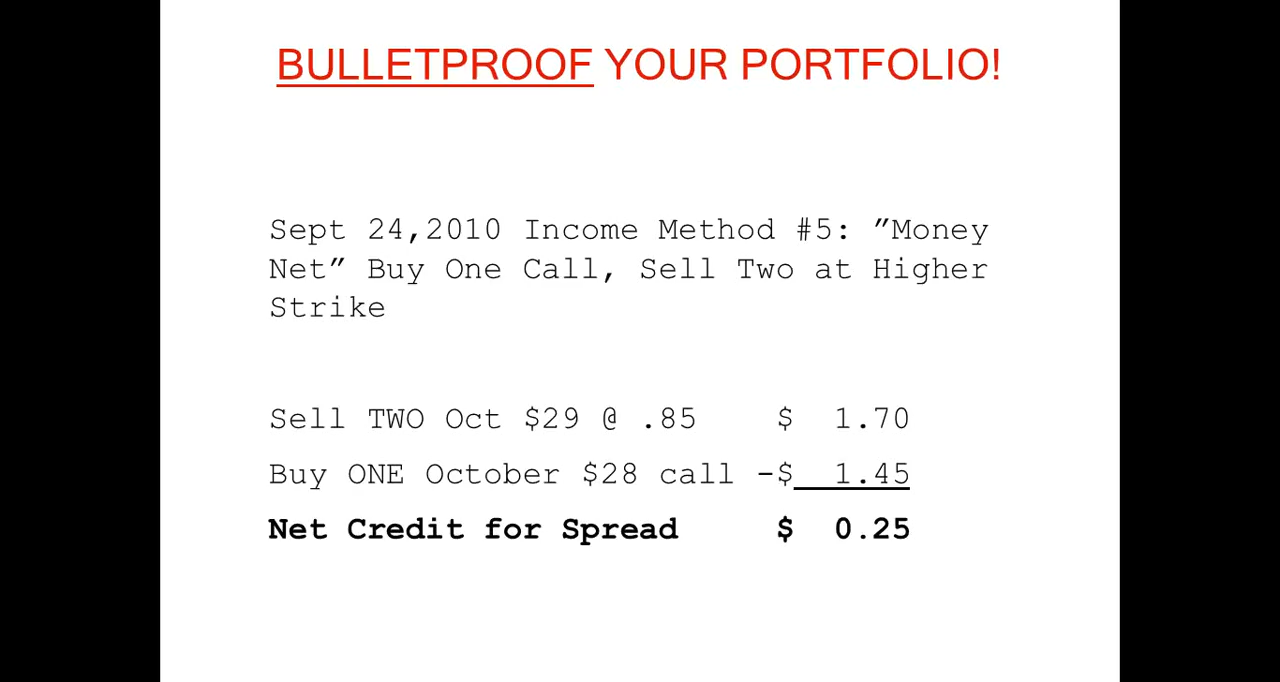 BULLETPROOF YOUR PORTFOLIO!
Sept 24,2010 Income Method #5: ”Money
Net” Buy One Call, Sell Two at Higher
Strike
Sell TWO Oct $29 @ .85 $ 1.70
Buy ONE October $28 call -$ 1.45
Net Credit for Spread $ 0.25